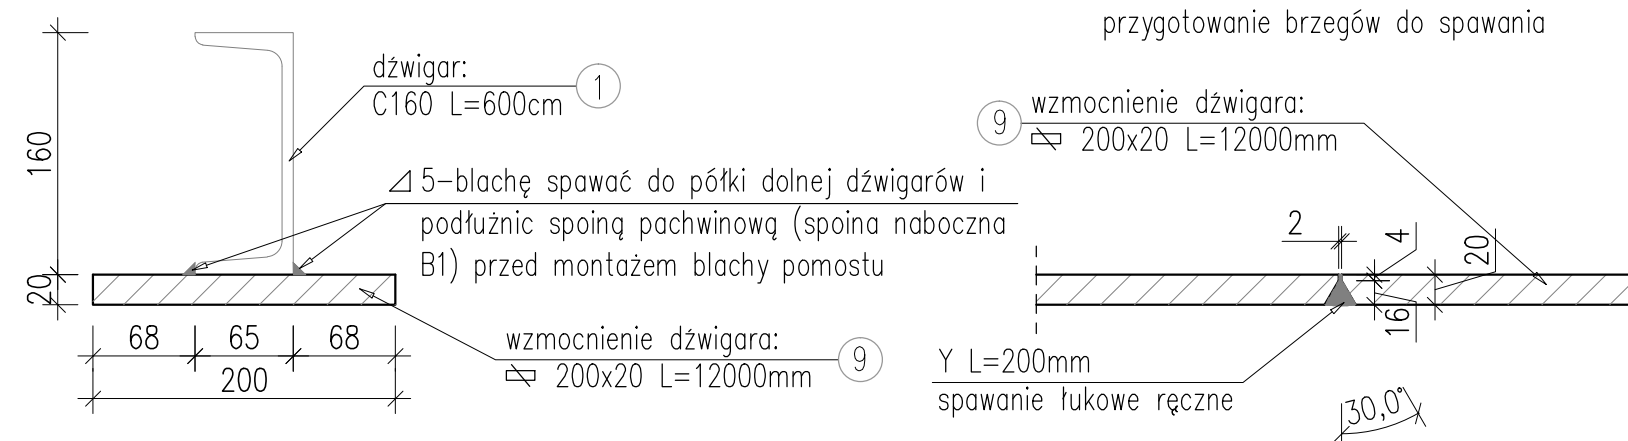 przygotowanie brzegów do spawania
dźwigar:
C160 L=600cm
1
160
20
5-blachę spawać do półki dolnej dźwigarów i
podłużnic spoiną pachwinową (spoina naboczna
B1) przed montażem blachy pomostu
68
65
68
200
wzmocnienie dźwigara:
200x20 L=12000mm
9
9
wzmocnienie dźwigara:
200x20 L=12000mm
2
4
20
16
Y L=200mm
spawanie łukowe ręczne
30,0°